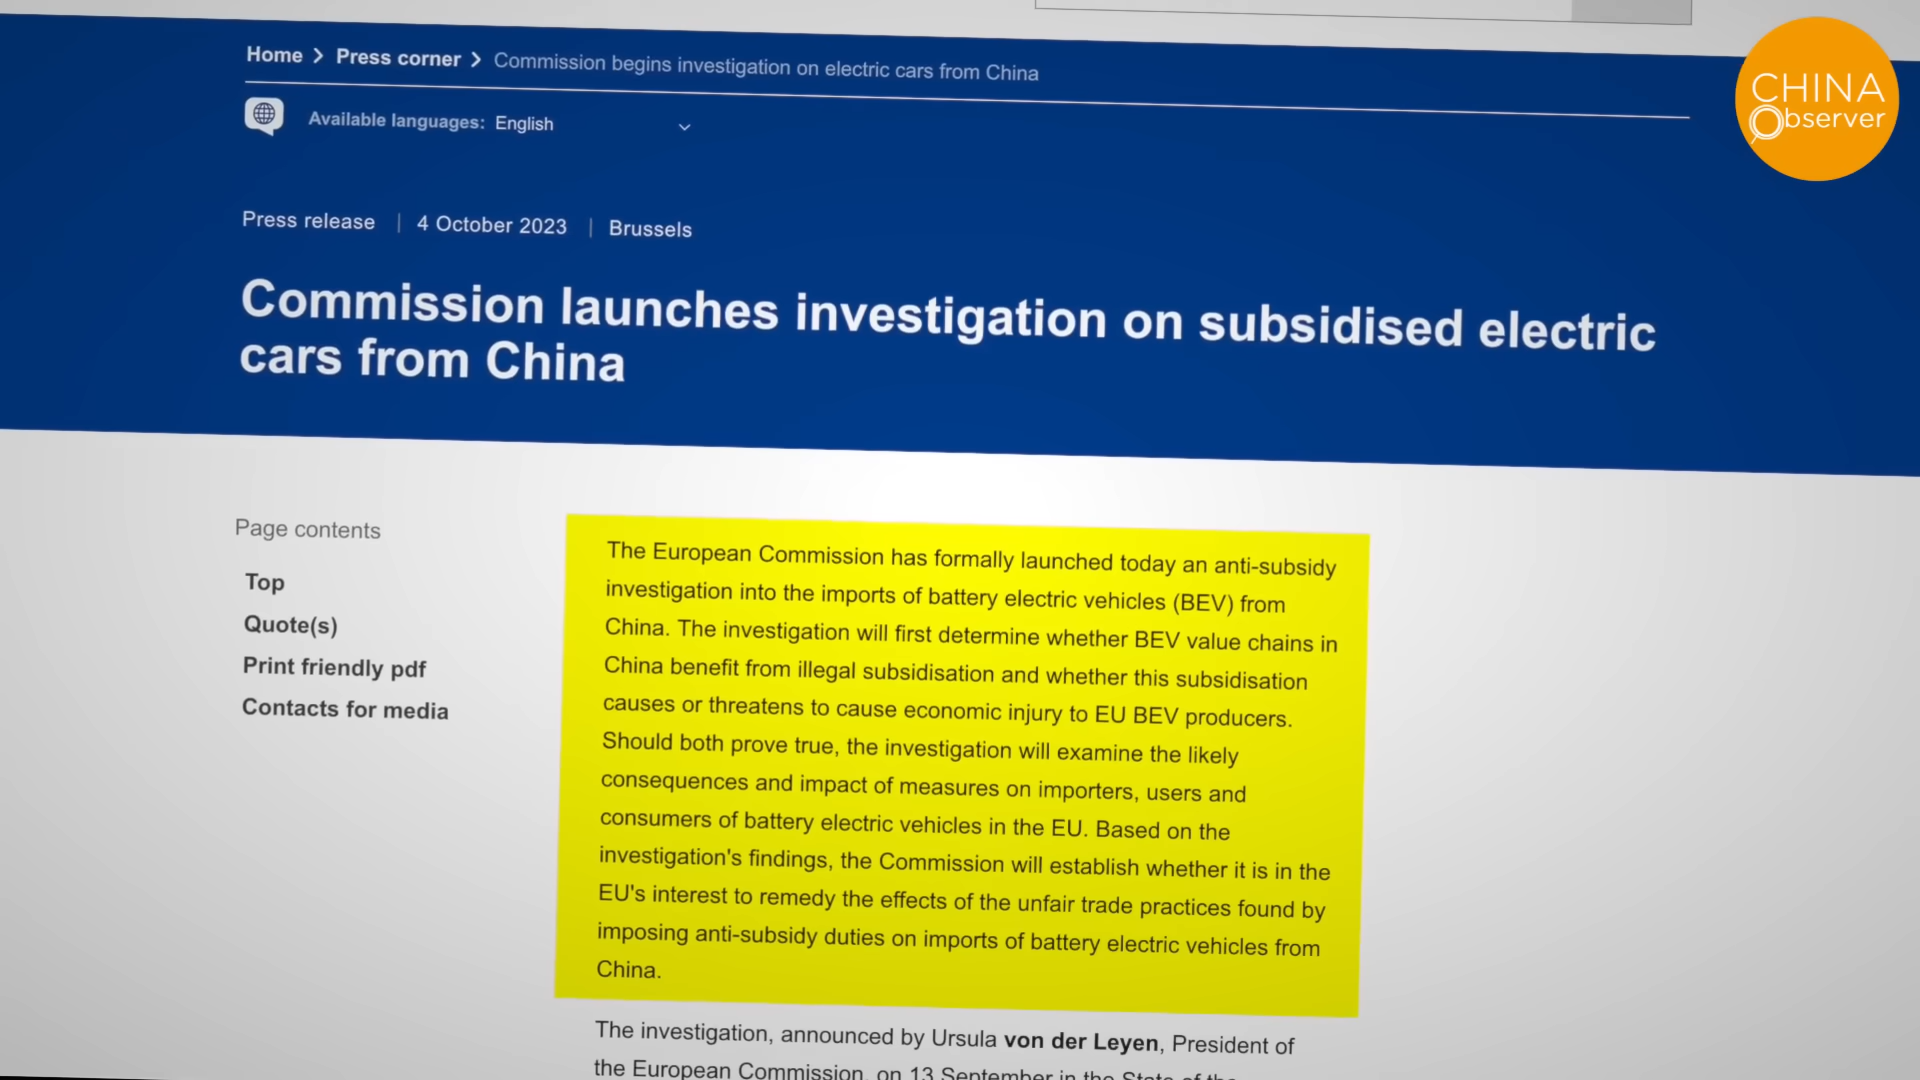 Home > Press corner > Commission begins investigation on electric cars from China
CHINA
Observer
Available languages: English
Press release | 4 October 2023 | Brussels
Commission launches investigation on subsidised electric
cars from China
Page contents
Top
Quote(s)
Print friendly pdf
Contacts for media
The European Commission has formally launched today an anti-subsidy
investigation into the imports of battery electric vehicles (BEV) from
China. The investigation will first determine whether BEV value chains in
China benefit from illegal subsidisation and whether this subsidisation
causes or threatens to cause economic injury to EU BEV producers.
Should both prove true, the investigation will examine the likely
consequences and impact of measures on importers, users and
consumers of battery electric vehicles in the EU. Based on the
investigation's findings, the Commission will establish whether it is in the
EU's interest to remedy the effects of the unfair trade practices found by
imposing anti-subsidy duties on imports of battery electric vehicles from
China.
The investigation, announced by Ursula von der Leyen, President of
the European Commission, on 13 September in the State of the